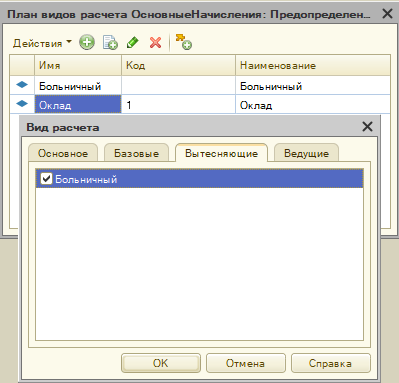 План видов расчета ОсновныеНачисления: Предопределен...
Действия
Имя Код Наименование
Больничный Больничный
Оклад 1 Оклад
Вид расчета
Основное Базовые Вытесняющие Ведущие
Больничный
OK Отмена Справка